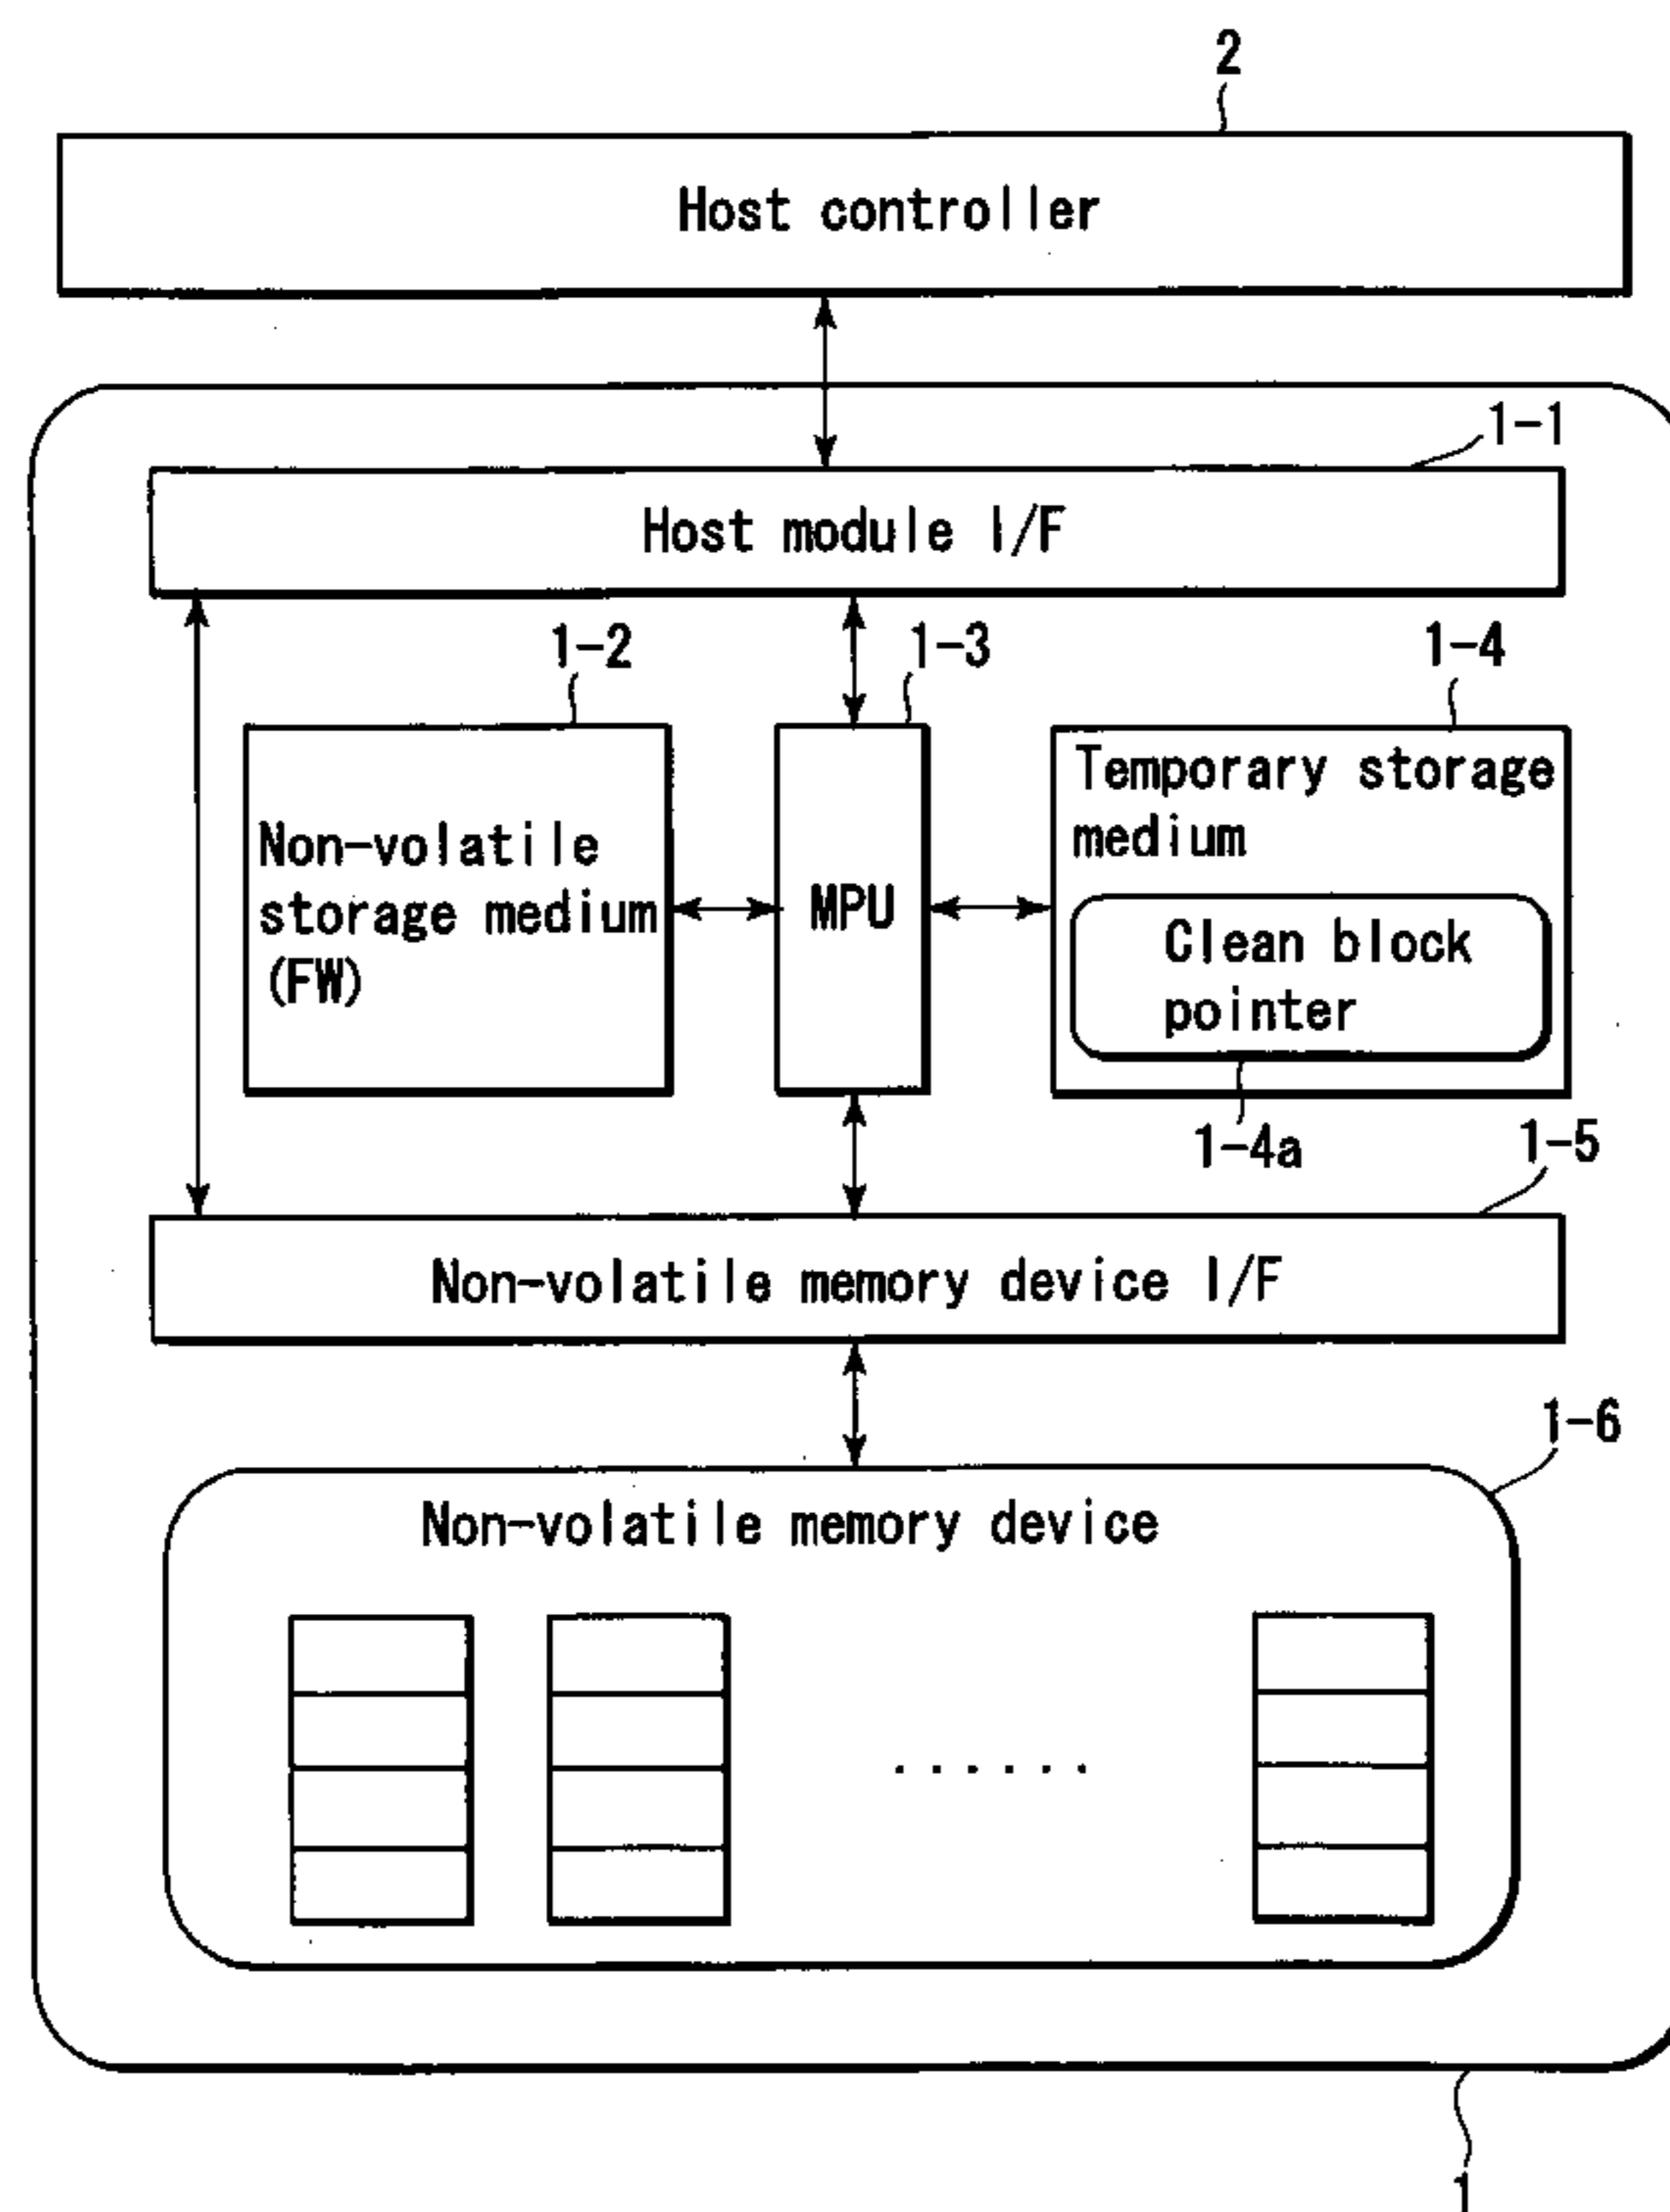 2
Host controller
1-1
Host module I/F
1-2
1-3
1-4
Non-volatile
storage medium
(FW)
MPU
Temporary storage
medium
Clean block
pointer
1-4a
1-5
Non-volatile memory device I/F
1-6
Non-volatile memory device
......
1